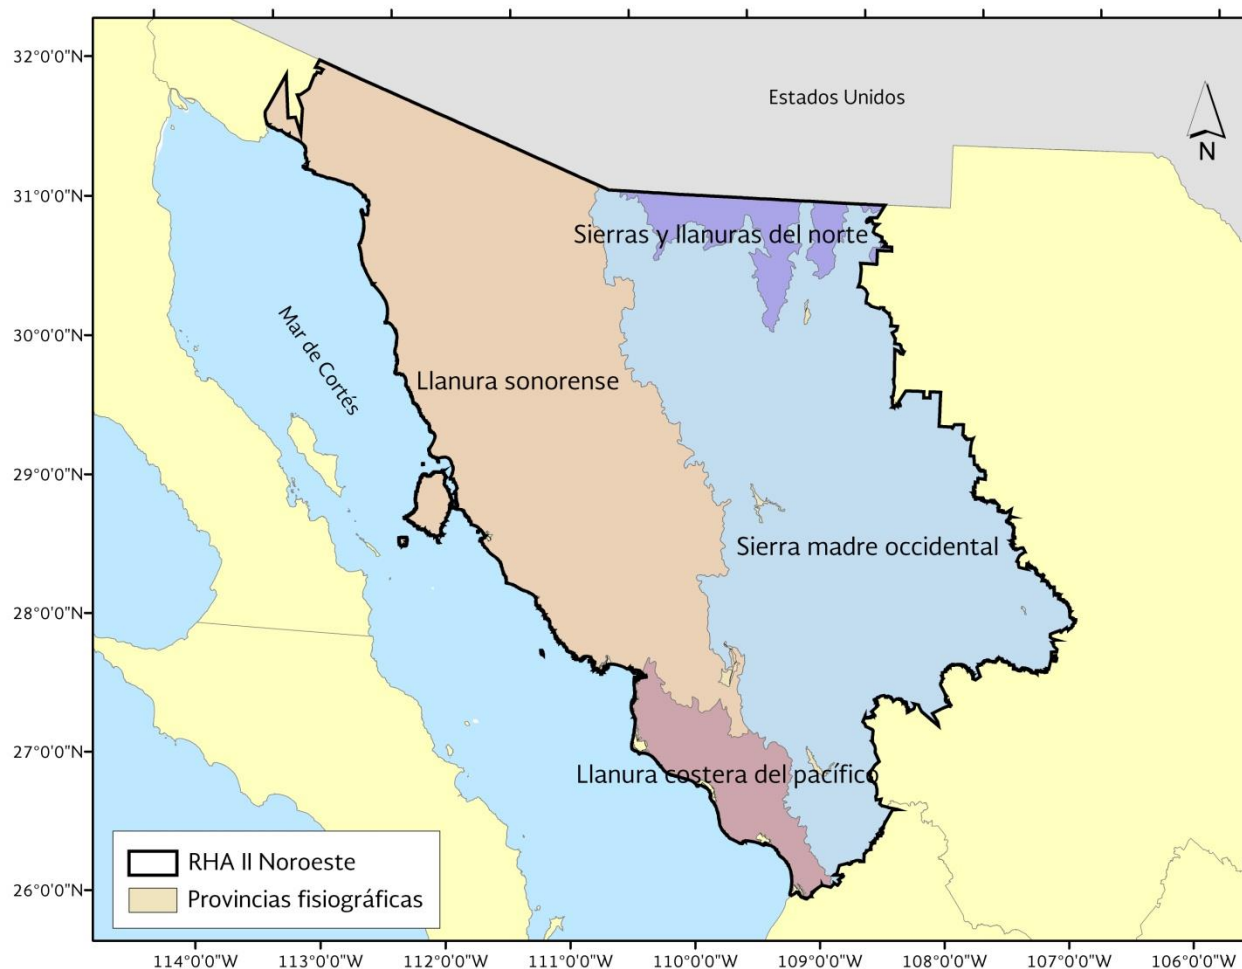 32°0'0"N
Estados Unidos
N
31°0'0"N
Sierras y llanuras del norte
30°0'0"N
Mar de Cortés
Llanura sonorense
29°0'0"N
Sierra madre occidental
28°0'0"N
27°0'0"N
Llanura costera del pacífico
RHA II Noroeste
Provincias fisiográficas
26°0'0"N
114°0'0"W 113°0'0"W 112°0'0"W 111°0'0"W 110°0'0"W 109°0'0"W 108°0'0"W 107°0'0"W 106°0'0"W